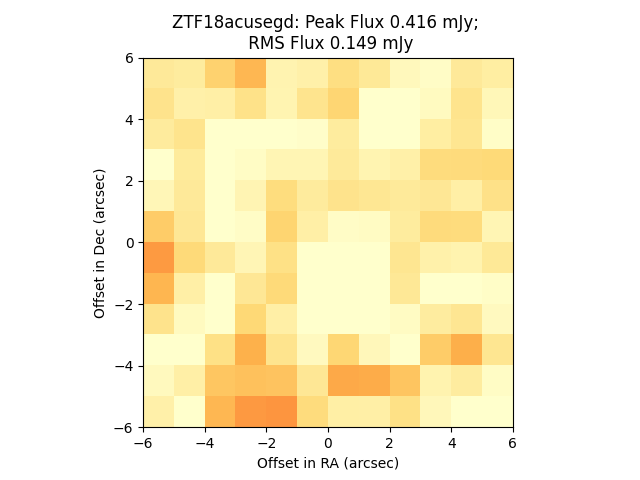 ZTF18acusegd: Peak Flux 0.416 mJy;
RMS Flux 0.149 mJy
6
4
2
0
−2
−4
−6
Offset in Dec (arcsec)
−6 −4 −2 0 2 4 6
Offset in RA (arcsec)